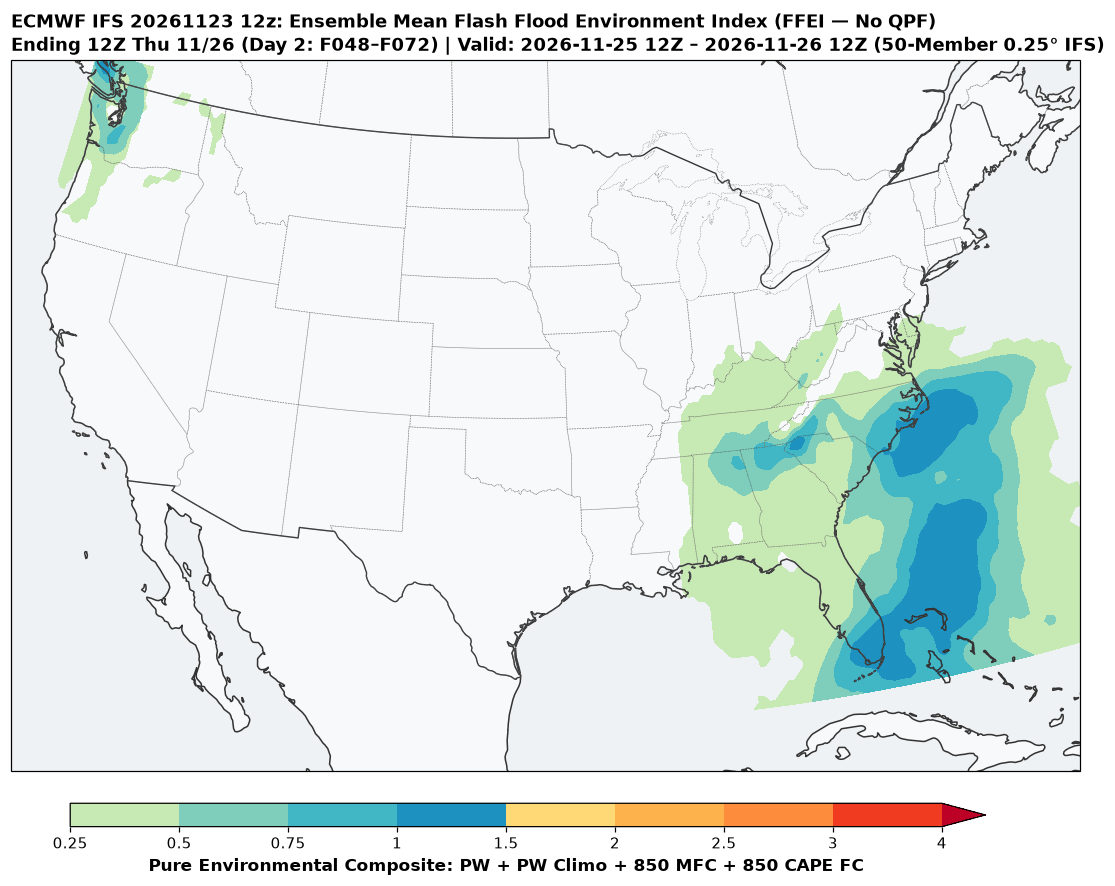 ECMWF IFS 20261123 12z: Ensemble Mean Flash Flood Environment Index (FFEI — No QPF)
Ending 12Z Thu 11/26 (Day 2: F048–F072) | Valid: 2026-11-25 12Z – 2026-11-26 12Z (50-Member 0.25° IFS)
0.25 0.5 0.75 1 1.5 2 2.5 3 4
Pure Environmental Composite: PW + PW Climo + 850 MFC + 850 CAPE FC